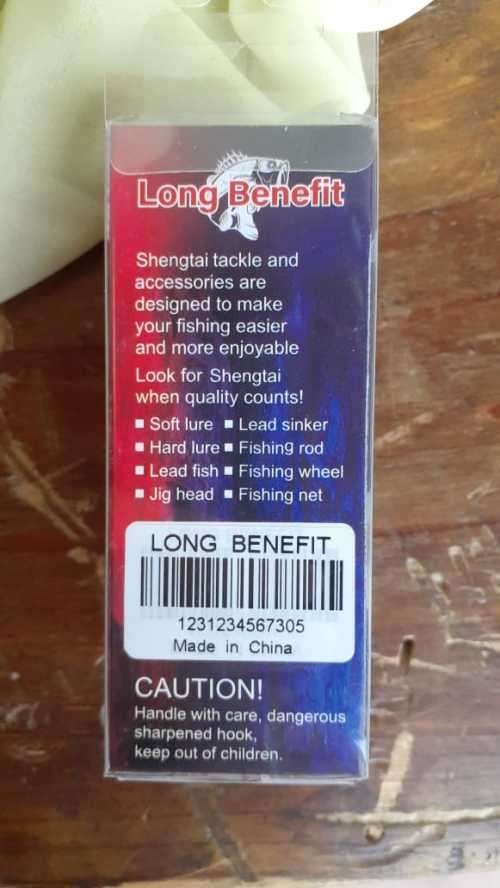 Long Benefit
Shengtai tackle and
accessories are
designed to make
your fishing easier
and more enjoyable
Look for Shengtai
when quality counts!
▪ Soft lure ▪ Lead sinker
▪ Hard lure ▪ Fishing rod
▪ Lead fish ▪ Fishing wheel
▪ Jig head ▪ Fishing net
LONG BENEFIT
1231234567305
Made in China
CAUTION!
Handle with care, dangerous
sharpened hook,
keep out of children.